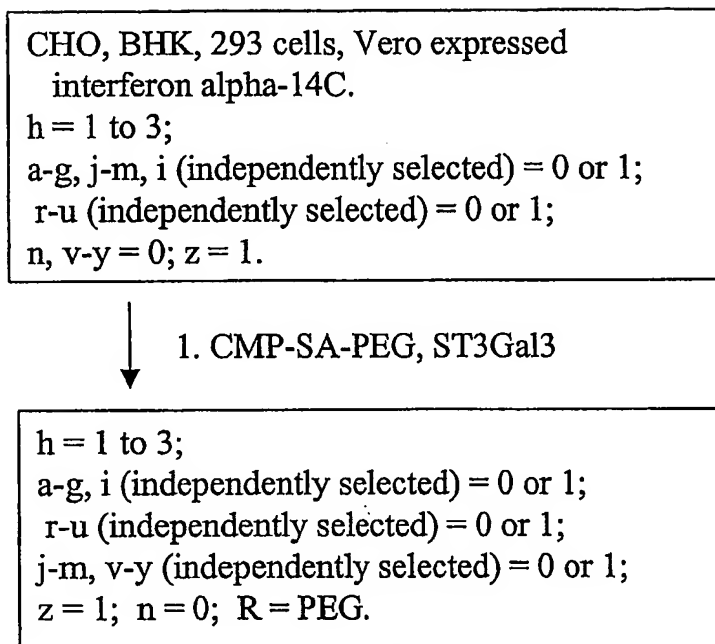 CHO, BHK, 293 cells, Vero expressed
interferon alpha-14C.
h = 1 to 3;
a-g, j-m, i (independently selected) = 0 or 1;
r-u (independently selected) = 0 or 1;
n, v-y = 0; z = 1.
1. CMP-SA-PEG, ST3Gal3
h = 1 to 3;
a-g, i (independently selected) = 0 or 1;
r-u (independently selected) = 0 or 1;
j-m, v-y (independently selected) = 0 or 1;
z = 1; n = 0; R = PEG.